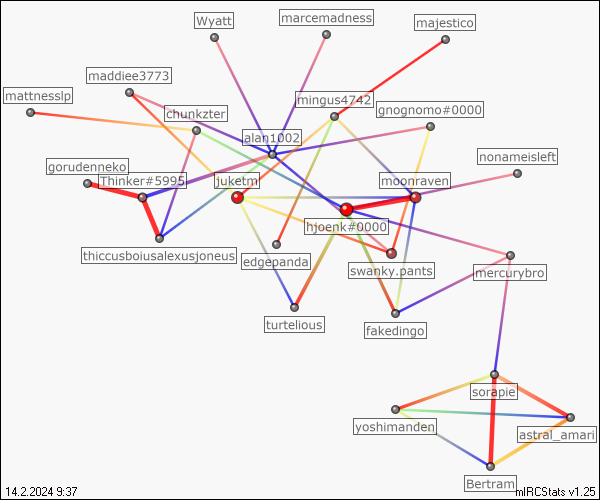 Wyatt
marcemadness
majestico
maddiee3773
mattnesslp
chunkzter
mingus4742
gnognomo#0000
alan1002
nonameisleft
gorudenneko
Thinker#5995
juketm
moonraven
hjoenk#0000
thiccusboiusalexusjoneus
edgepanda
swanky.pants
mercurybro
turtelious
fakedingo
sorapie
yoshimanden
astral_amari
Bertram
14.2.2024 9:37
mIRCStats v1.25